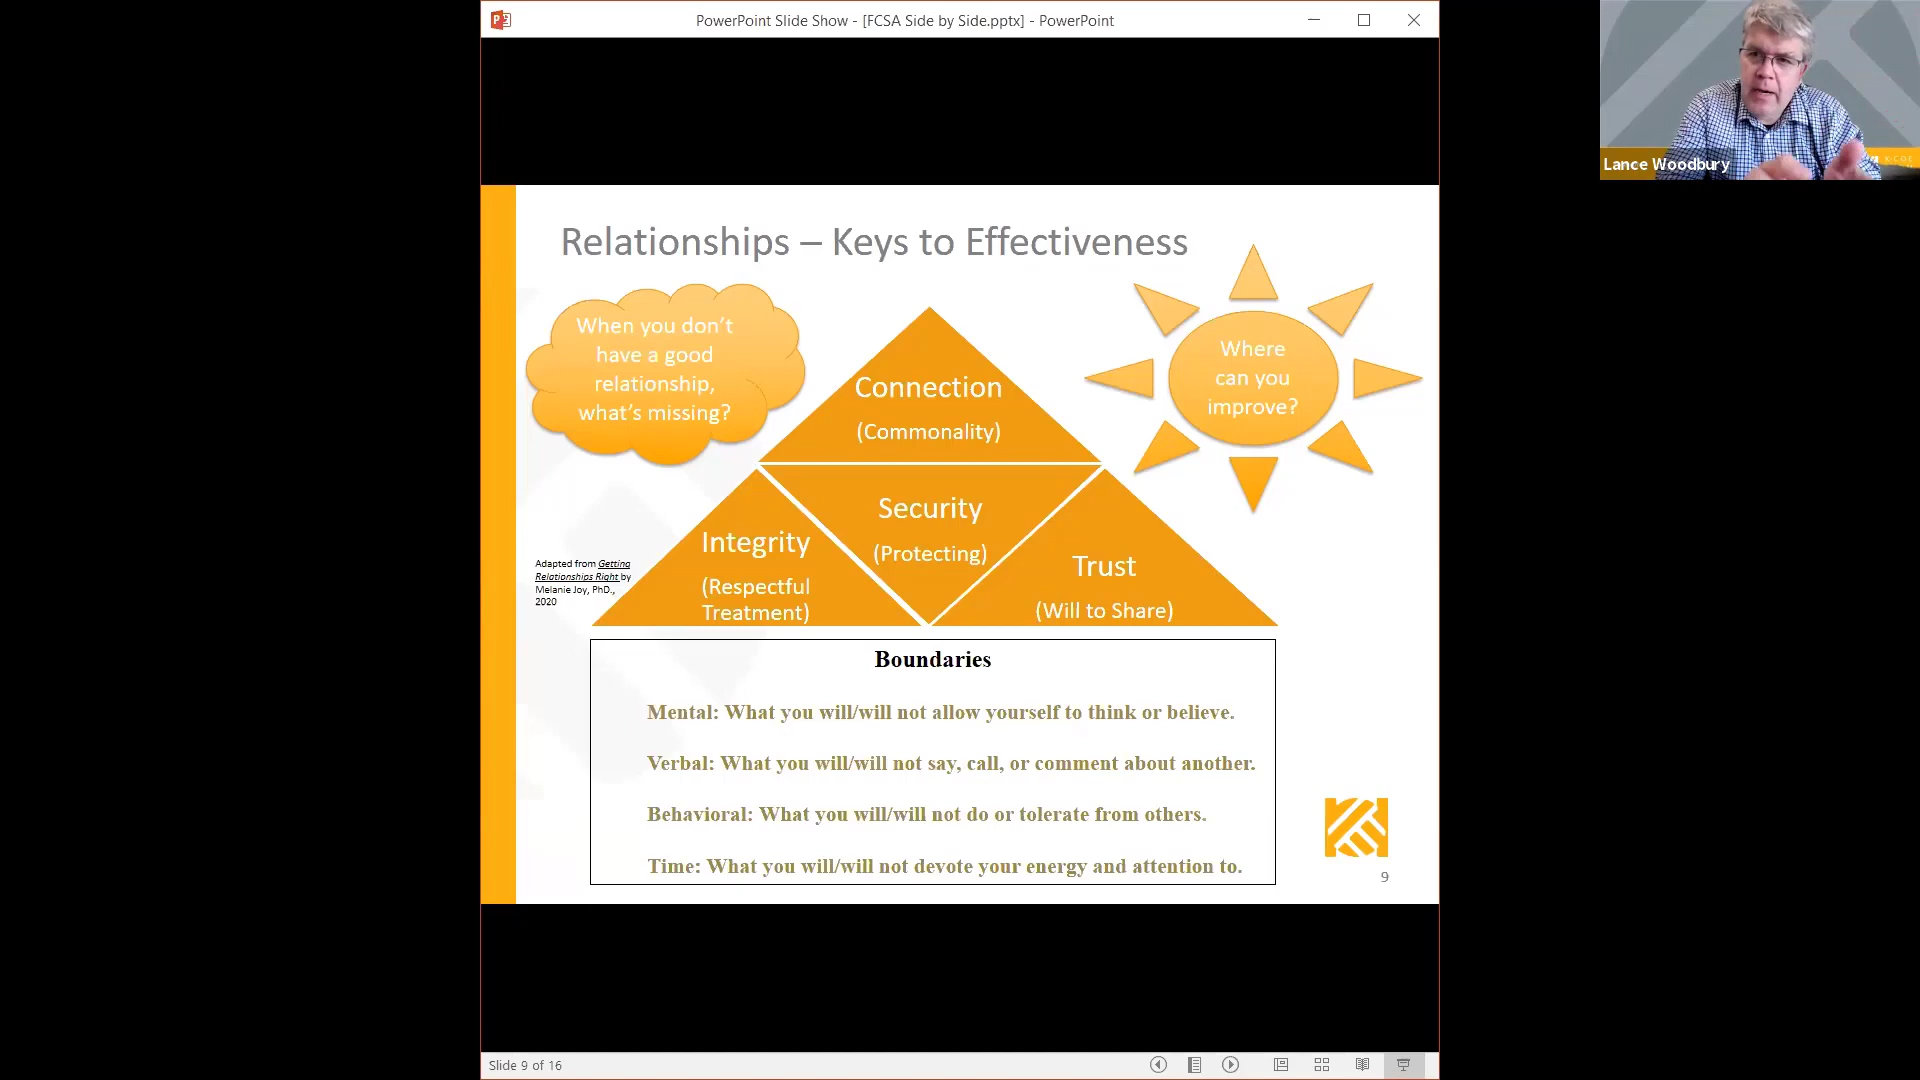 PowerPoint Slide Show - [FCSA Side by Side.pptx] - PowerPoint
Lance Woodbury
Relationships – Keys to Effectiveness
When you don't
have a good
relationship,
what's missing?
Where
can you
improve?
Connection
(Commonality)
Security
(Protecting)
Integrity
(Respectful
Treatment)
Trust
(Will to Share)
Adapted from Getting
Relationships Right by
Melanie Joy, PhD.,
2020
Boundaries
Mental: What you will/will not allow yourself to think or believe.
Verbal: What you will/will not say, call, or comment about another.
Behavioral: What you will/will not do or tolerate from others.
Time: What you will/will not devote your energy and attention to.
9
Slide 9 of 16